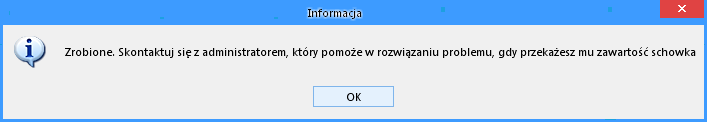 Informacja
Zrobione. Skontaktuj się z administratorem, który pomoże w rozwiązaniu problemu, gdy przekażesz mu zawartość schowka
OK